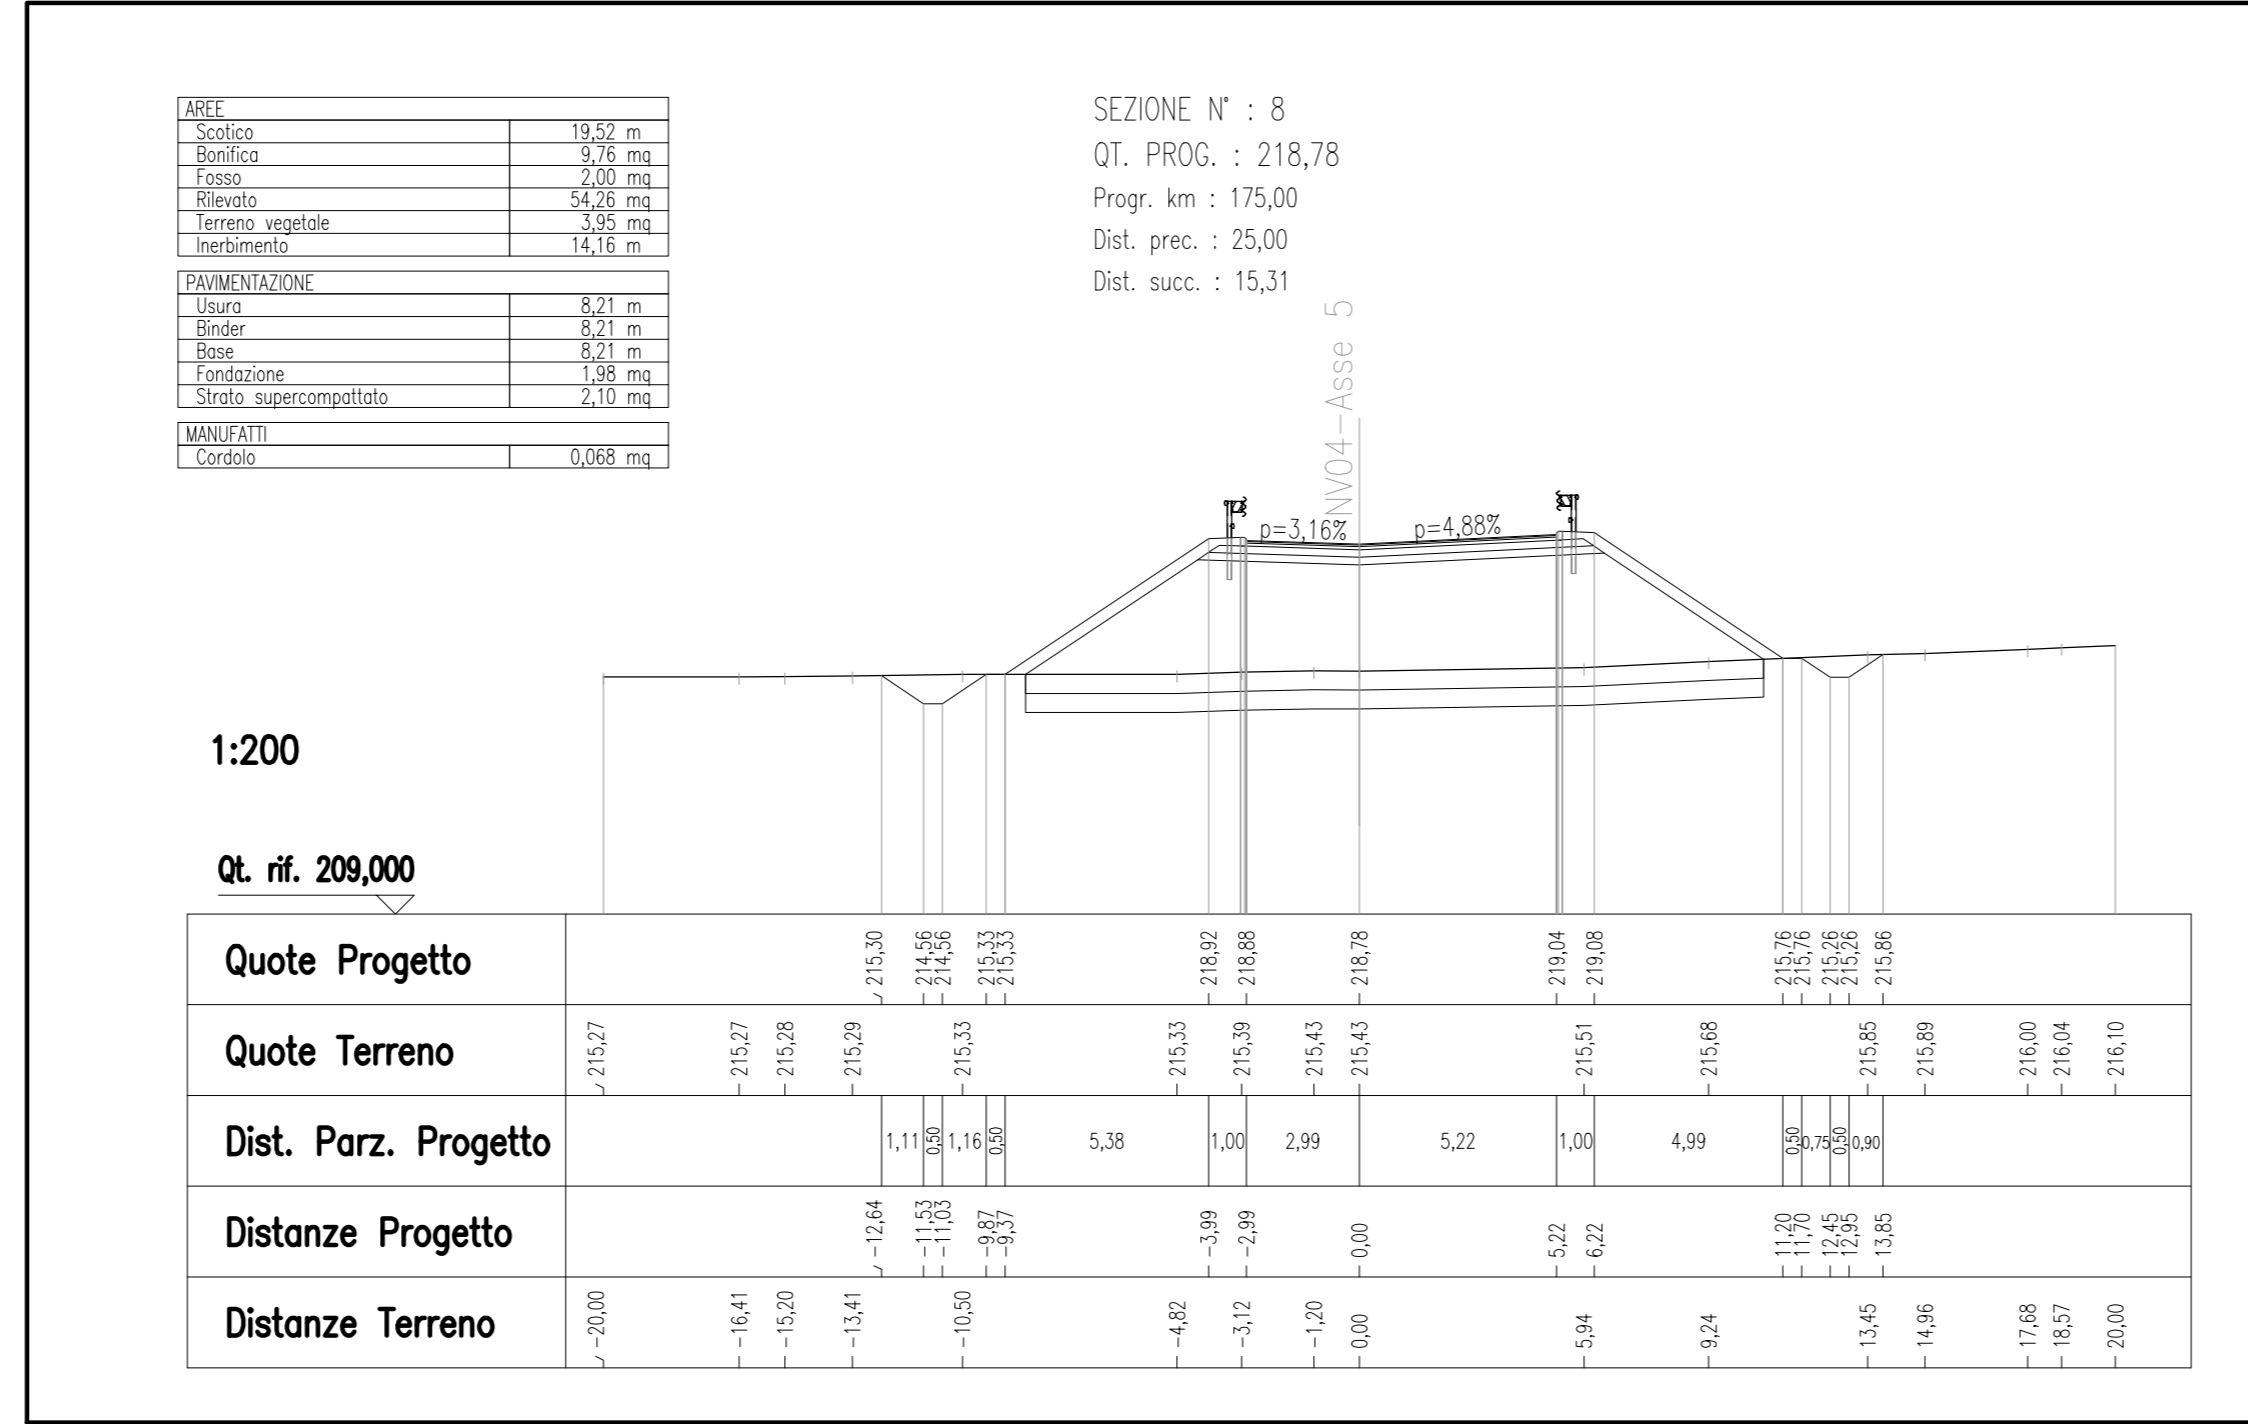 AREE
Scotico 19,52 m
Bonifica 9,76 mq
Fosso 2,00 mq
Rilevato 54,26 mq
Terreno vegetale 3,95 mq
Inerbimento 14,16 m
PAVIMENTAZIONE
Usura 8,21 m
Binder 8,21 m
Base 8,21 m
Fondazione 1,98 mq
Strato supercompattato 2,10 mq
MANUFATTI
Cordolo 0,068 mq
SEZIONE N° : 8
QT. PROG. : 218,78
Progr. km : 175,00
Dist. prec. : 25,00
Dist. succ. : 15,31
NV04-Asse 5
p=3,16% p=4,88%
1:200
Qt. rif. 209,000
Quote Progetto 215,30 214,56 214,56 215,33 215,33 218,92 218,88 218,78 219,04 219,08 215,76 215,76 215,26 215,26 215,86
Quote Terreno 215,27 215,27 215,28 215,29 215,33 215,33 215,39 215,43 215,43 215,51 215,68 215,85 215,89 216,00 216,04 216,10
Dist. Parz. Progetto 1,11 0,50 1,16 0,50 5,38 1,00 2,99 5,22 1,00 4,99 0,50 0,75 0,50 0,90
Distanze Progetto -12,64 -11,53 -11,03 -9,87 -9,37 -3,99 -2,99 0,00 5,22 6,22 11,20 11,70 12,45 12,95 13,85
Distanze Terreno -20,00 -16,41 -15,20 -13,41 -10,50 -4,82 -3,12 -1,20 0,00 5,94 9,24 13,45 14,96 17,68 18,57 20,00